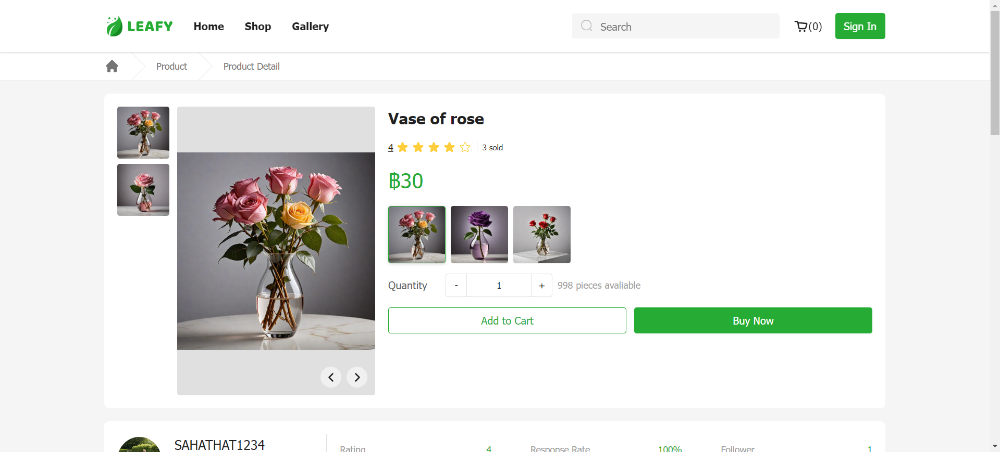 LEAFY Home Shop Gallery Search (0) Sign In
Product Product Detail
Vase of rose
4 3 sold
฿30
Quantity - 1 + 998 pieces avaliable
Add to Cart Buy Now
SAHATHAT1234
Rating 4 Response Rate 100% Follower 1